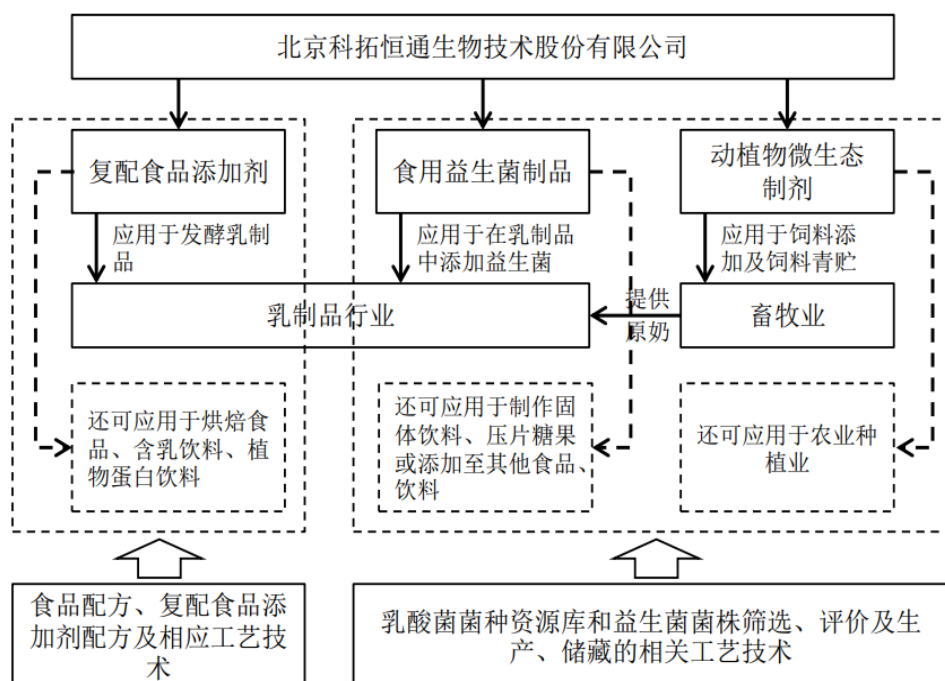 北京科拓恒通生物技术股份有限公司
复配食品添加剂
食用益生菌制品
动植物微生态
制剂
应用于发酵乳制
品
应用于在乳制品
中添加益生菌
应用于饲料添
加及饲料青贮
乳制品行业
提供
原奶
畜牧业
还可应用于烘焙食
品、含乳饮料、植
物蛋白饮料
还可应用于制作固
体饮料、压片糖果
或添加至其他食品、
饮料
还可应用于农业种
植业
食品配方、复配食品添
加剂配方及相应工艺技
术
乳酸菌菌种资源库和益生菌菌株筛选、评价及生
产、储藏的相关工艺技术